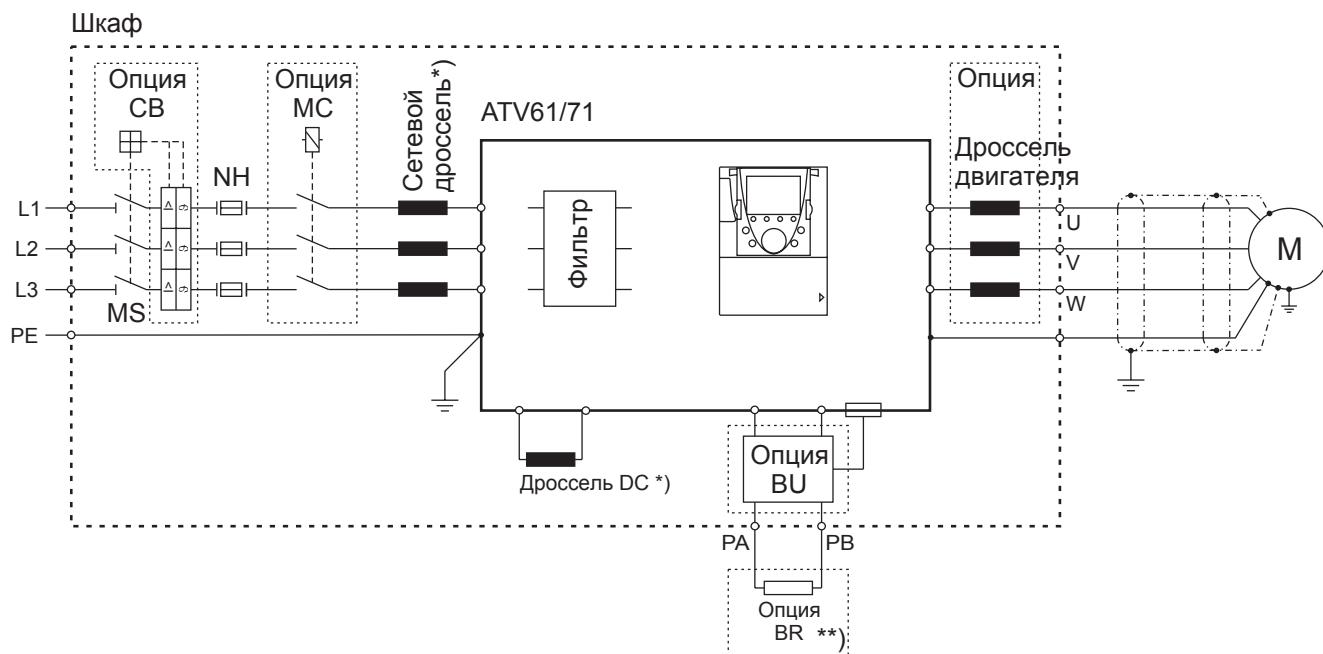 Шкаф
Опция
CB
Опция
MC
Сетевой
дроссель*)
ATV61/71
Опция
Дроссель
двигателя
NH
Фильтр
L1
L2
L3
PE
MS
U
V
W
M
Дроссель DC *)
Опция
BU
PA
PB
Опция
BR **)